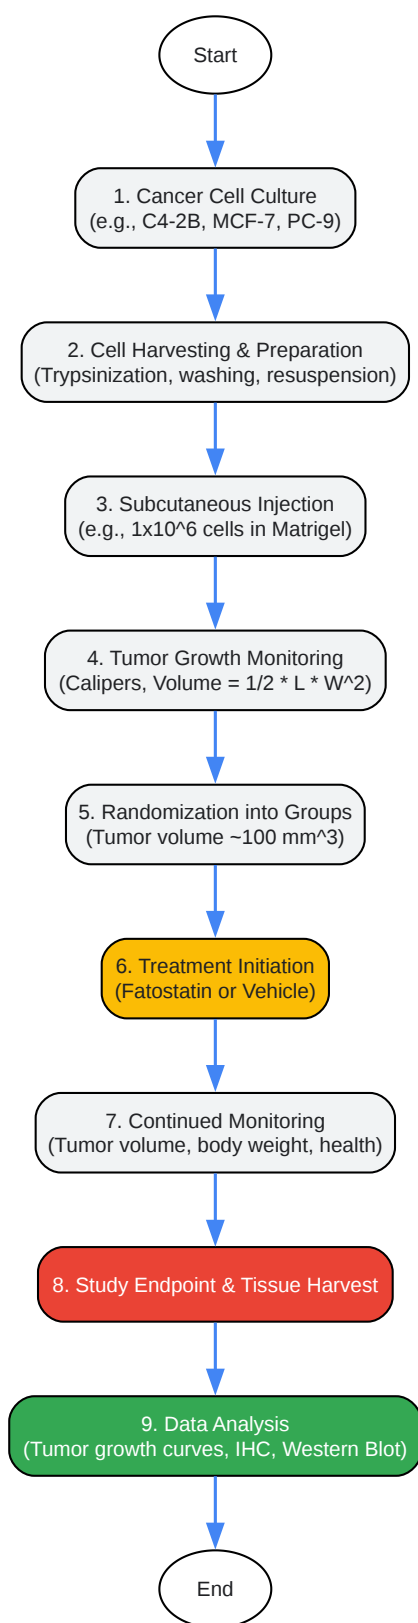 Start
1. Cancer Cell Culture
(e.g., C4-2B, MCF-7, PC-9)
2. Cell Harvesting & Preparation
(Trypsinization, washing, resuspension)
3. Subcutaneous Injection
(e.g., 1x10^6 cells in Matrigel)
4. Tumor Growth Monitoring
(Calipers, Volume = 1/2 * L * W^2)
5. Randomization into Groups
(Tumor volume ~100 mm^3)
6. Treatment Initiation
(Fatostatin or Vehicle)
7. Continued Monitoring
(Tumor volume, body weight, health)
8. Study Endpoint & Tissue Harvest
9. Data Analysis
(Tumor growth curves, IHC, Western Blot)
End